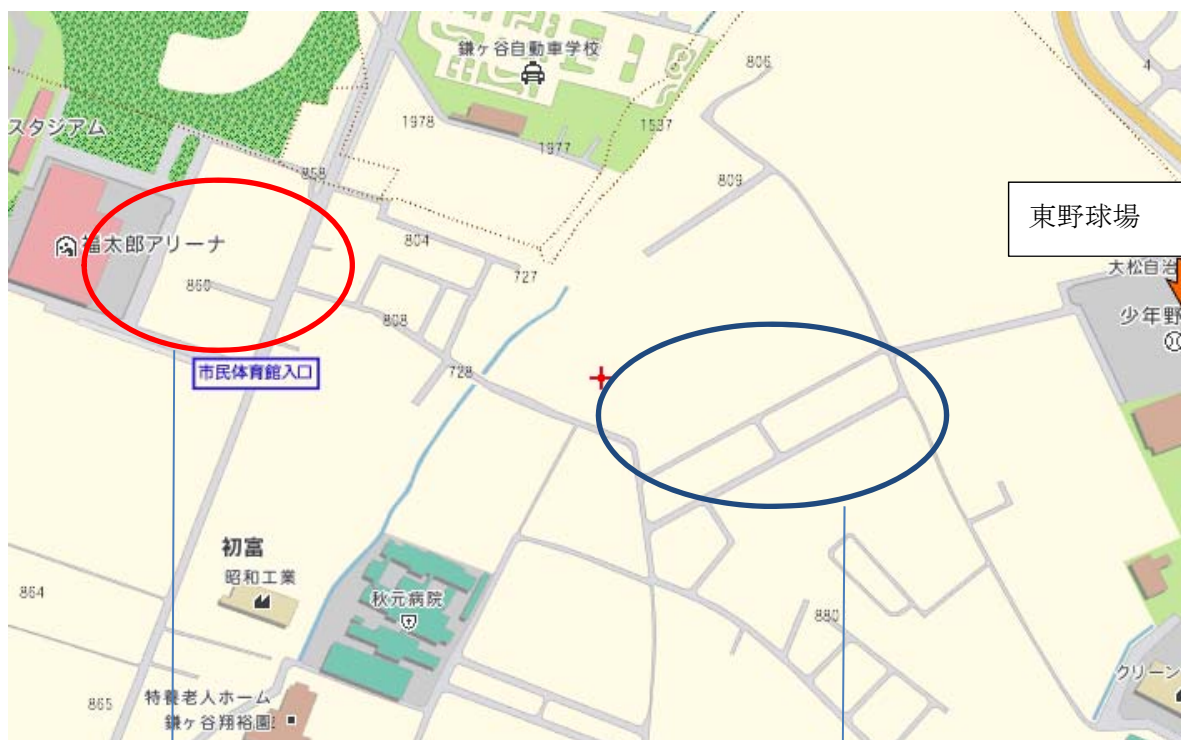 鎌ヶ谷自動車学校
806
4
スタジアム
1978
1537
1977
858
809
東野球場
福太郎アリーナ
804
大松自治
727
860
少年野
808
市民体育館入口
728
初富
昭和工業
864
秋元病院
880
クリーン
865
特養老人ホーム
鎌ヶ谷翔裕園